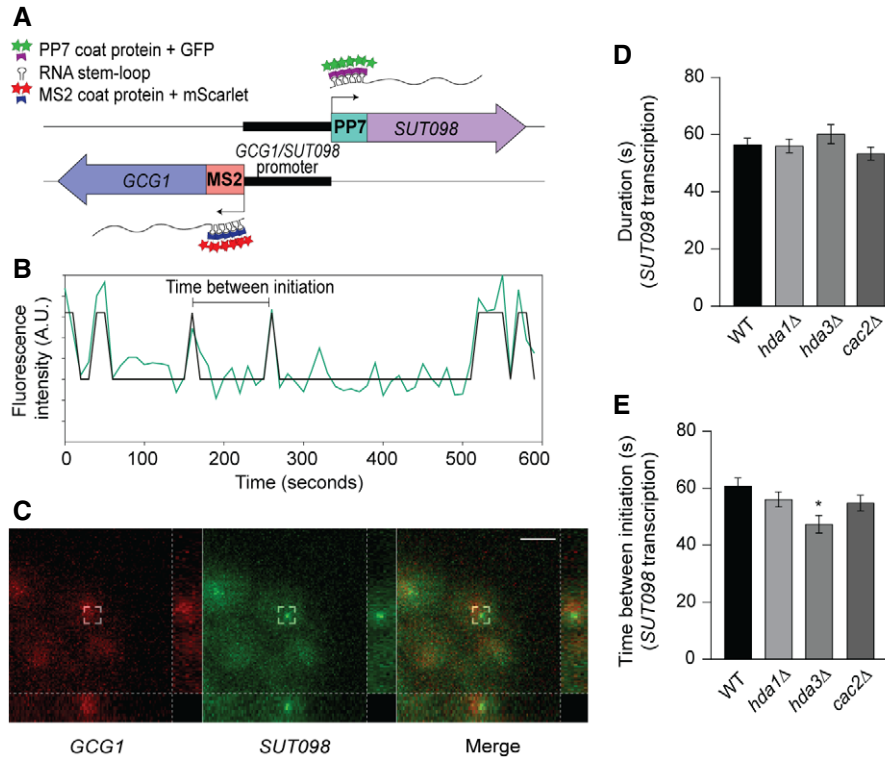 A
PP7 coat protein + GFP
RNA stem-loop
MS2 coat protein + mScarlet
PP7
SUT098
GCG1/SUT098
promoter
GCG1
MS2
B
Time between initiation
Fluorescence
intensity (A.U.)
0
100
200
300
400
500
600
Time (seconds)
C
GCG1
SUT098
Merge
D
Duration (s)
(SUT098 transcription)
80
60
40
20
0
WT
hda1Δ
hda3Δ
cac2Δ
E
Time between initiation (s)
(SUT098 transcription)
80
60
40
20
0
*
WT
hda1Δ
hda3Δ
cac2Δ